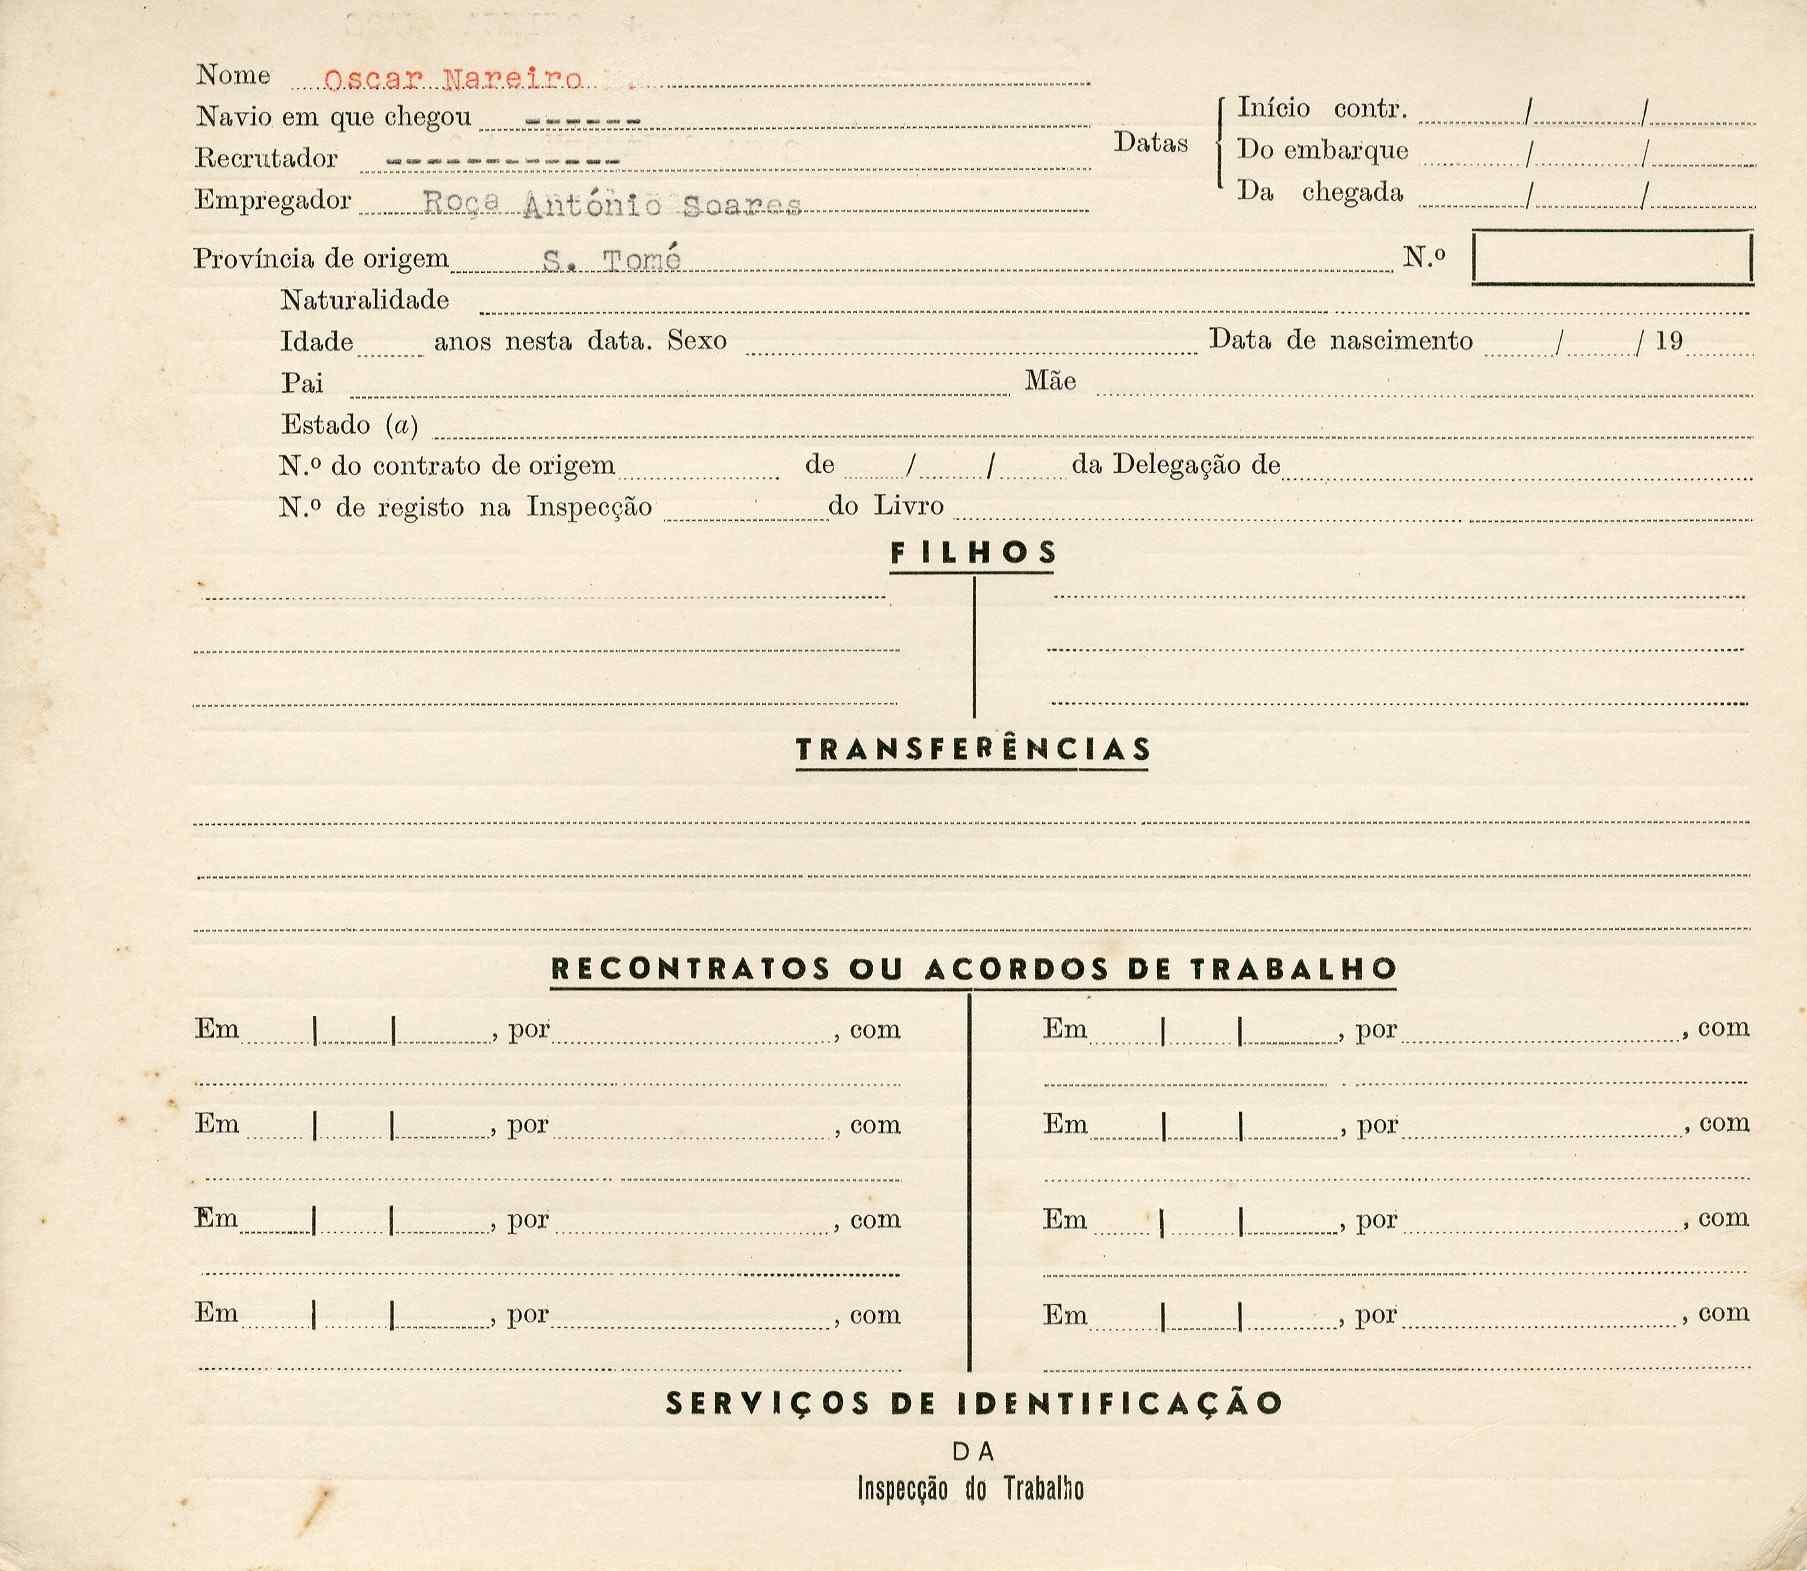 Nome Oscar Nareiro
Navio em que chegou ------
Recrutador ------------
Empregador Roça António Soares
Datas
Início contr. / /
Do embarque / /
Da chegada / /
Província de origem S. Tomé N.º
Naturalidade
Idade anos nesta data. Sexo Data de nascimento / / 19
Pai Mãe
Estado (a)
N.º do contrato de origem de / / da Delegação de
N.º de registo na Inspecção do Livro
FILHOS
TRANSFERÊNCIAS
RECONTRATOS OU ACORDOS DE TRABALHO
Em | | , por , com Em | | , por , com
Em | | , por , com Em | | , por , com
Em | | , por , com Em | | , por , com
Em | | , por , com Em | | , por , com
SERVIÇOS DE IDENTIFICAÇÃO
DA
Inspecção do Trabalho